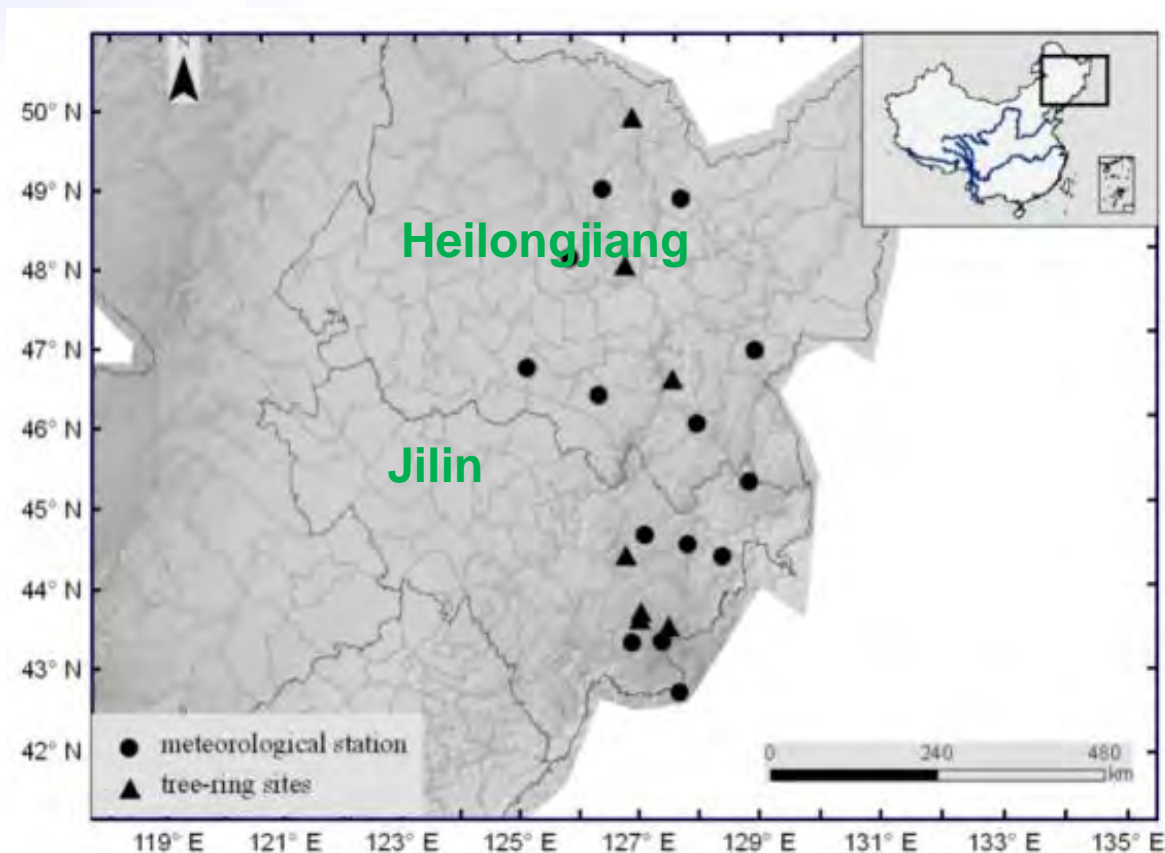 N
50° N
49° N
Heilongjiang
48° N
47° N
46° N
Jilin
45° N
44° N
43° N
42° N
meteorological station
tree-ring sites
0 240 480
km
119° E 121° E 123° E 125° E 127° E 129° E 131° E 133° E 135° E